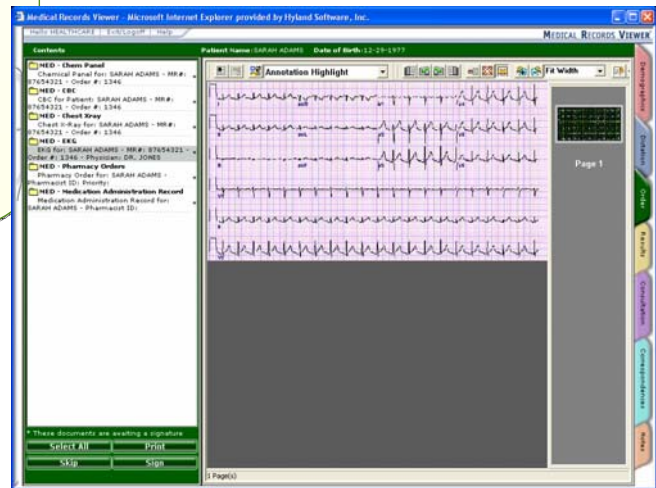 Medical Records Viewer - Microsoft Internet Explorer provided by Hyland Software, Inc.
Hello HEALTHCARE | Exit/Logoff | Help
MEDICAL RECORDS VIEWER
Contents
Patient Name: SARAH ADAMS Date of Birth: 12-29-1977
MED - Chem Panel
Chemical Panel for: SARAH ADAMS - MR#:
87654321 - Order #: 1346
MED - CBC
CBC for Patient: SARAH ADAMS - MR#:
87654321 - Order #: 1346
MED - Chest Xray
Chest X-Ray for: SARAH ADAMS - MR#:
87654321 - Order #: 1346
MED - EKG
EKG for: SARAH ADAMS - MR#: 87654321 -
Order #: 1346 - Physician: DR. JONES
MED - Pharmacy Orders
Pharmacy Order for: SARAH ADAMS -
Pharmacist ID: Priority:
MED - Medication Administration Record
Medication Administration Record for:
SARAH ADAMS - Pharmacist ID:
* These documents are awaiting a signature
Select All
Print
Skip
Sign
Annotation Highlight
Fit Width
Page 1
1 Page(s)
Demographics
Order
Results
Consultation
Correspondences
Notes